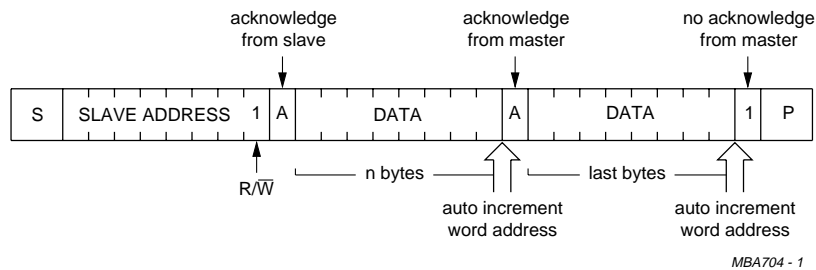 acknowledge
from slave
acknowledge
from master
no acknowledge
from master
S SLAVE ADDRESS 1 A DATA A DATA 1 P
R/W̅
n bytes
last bytes
auto increment
word address
auto increment
word address
MBA704 - 1